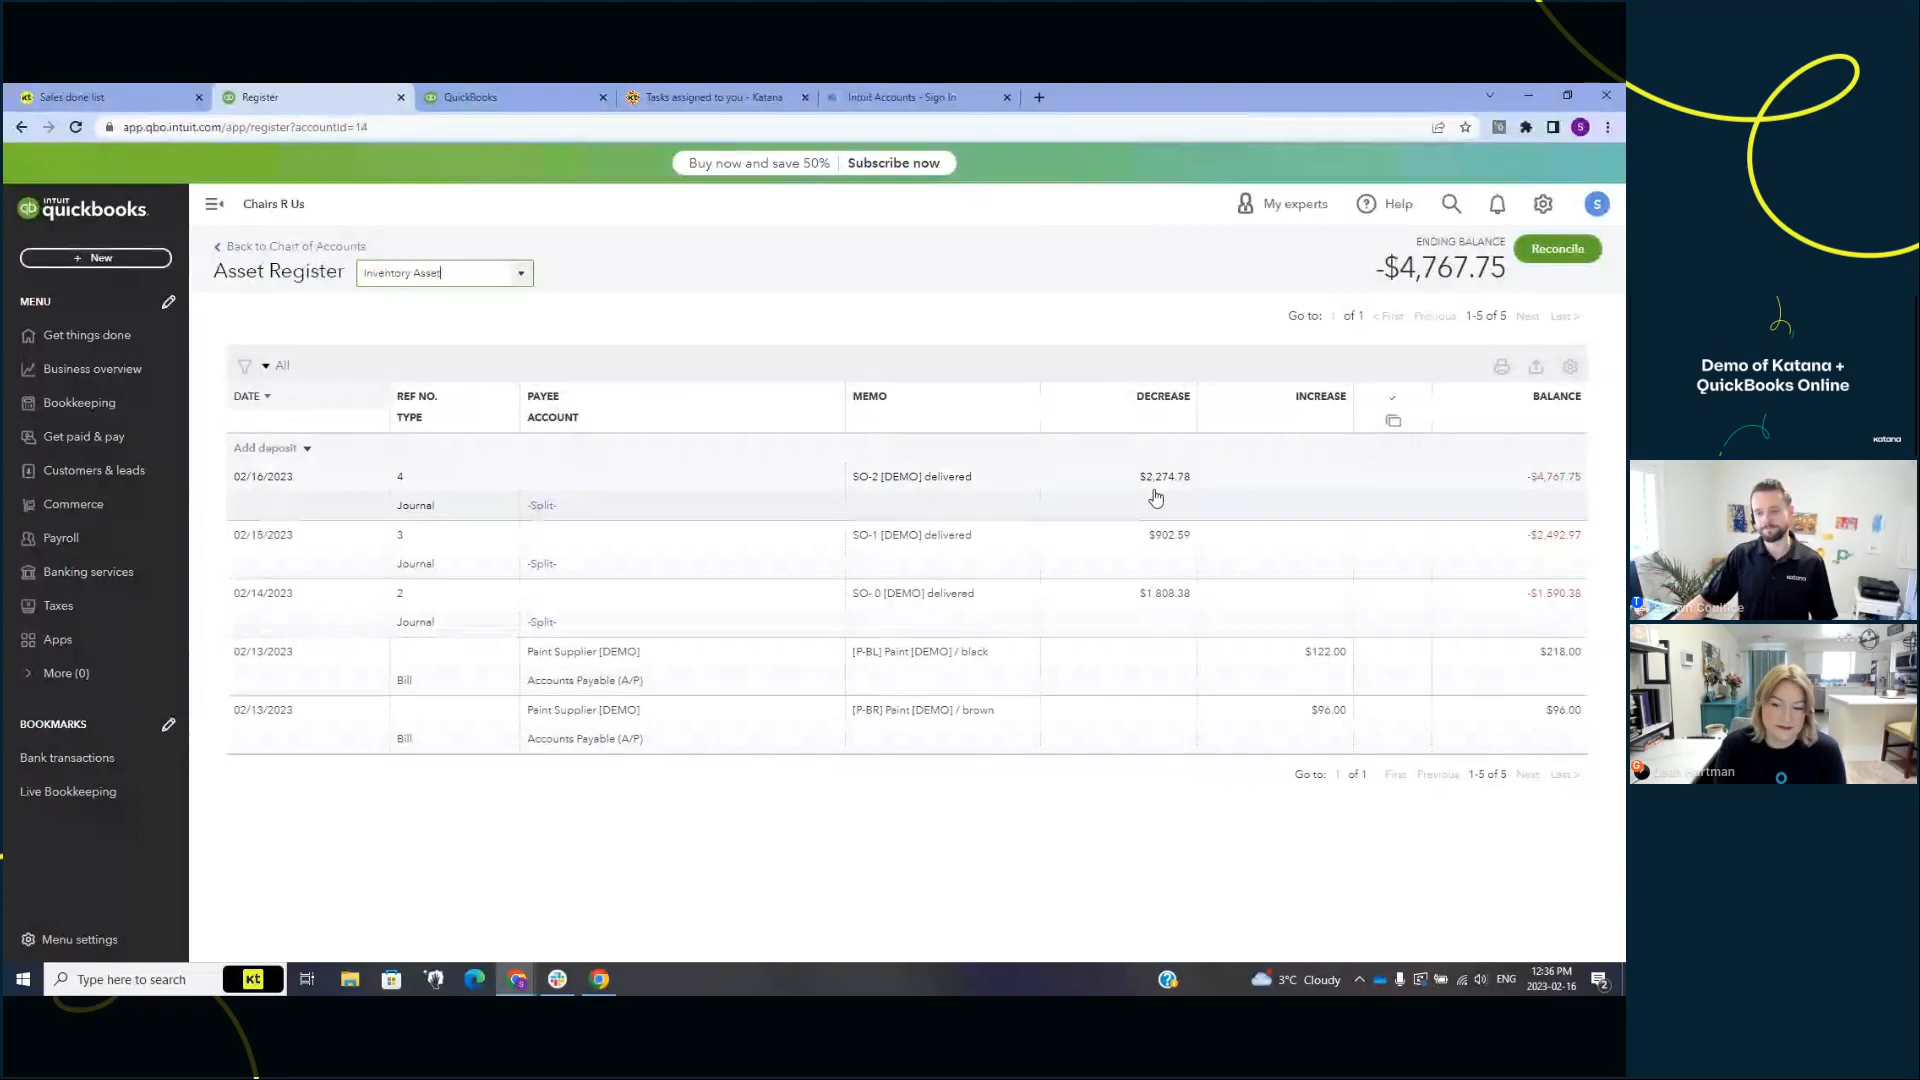 Sales done list
Register
QuickBooks
Tasks assigned to you - Katana
Intuit Accounts - Sign In
app.qbo.intuit.com/app/register?accountId=14
S
Buy now and save 50% Subscribe now
INTUIT
quickbooks
Chairs R Us
My experts
Help
S
+ New
Back to Chart of Accounts
Asset Register
Inventory Asset
ENDING BALANCE
-$4,767.75
Reconcile
MENU
Get things done
Business overview
Bookkeeping
Get paid & pay
Customers & leads
Commerce
Payroll
Banking services
Taxes
Apps
More (0)
BOOKMARKS
Bank transactions
Live Bookkeeping
Menu settings
Go to: 1 of 1 < First Previous 1-5 of 5 Next Last >
All
DATE REF NO. PAYEE MEMO DECREASE INCREASE BALANCE
TYPE ACCOUNT
Add deposit
02/16/2023 4 SO-2 [DEMO] delivered $2,274.78 -$4,767.75
Journal -Split-
02/15/2023 3 SO-1 [DEMO] delivered $902.59 -$2,492.97
Journal -Split-
02/14/2023 2 SO- 0 [DEMO] delivered $1 808.38 -$1 590.38
Journal -Split-
02/13/2023 Paint Supplier [DEMO] [P-BL] Paint [DEMO] / black $122.00 $218.00
Bill Accounts Payable (A/P)
02/13/2023 Paint Supplier [DEMO] [P-BR] Paint [DEMO] / brown $96.00 $96.00
Bill Accounts Payable (A/P)
Go to: 1 of 1 First Previous 1-5 of 5 Next Last >
Type here to search
kt
3°C Cloudy
ENG
12:36 PM
2023-02-16
2
Demo of Katana +
QuickBooks Online
katana
katana
Coultice
Hartman